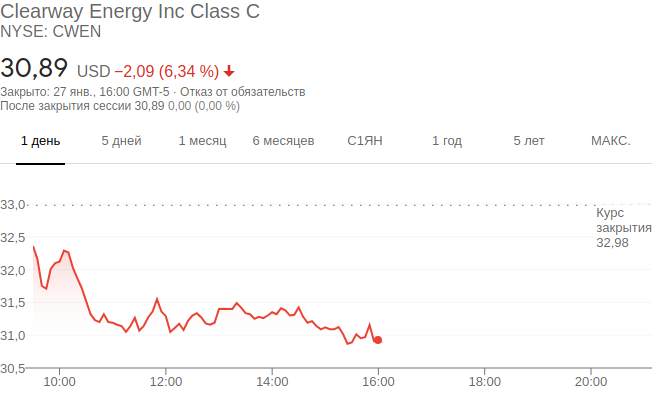 Clearway Energy Inc Class C
NYSE: CWEN
30,89 USD −2,09 (6,34 %)
Закрыто: 27 янв., 16:00 GMT-5 · Отказ от обязательств
После закрытия сессии 30,89 0,00 (0,00 %)
1 день 5 дней 1 месяц 6 месяцев С1ЯН 1 год 5 лет МАКС.
33,0
Курс
закрытия
32,98
32,5
32,0
31,5
31,0
30,5
10:00 12:00 14:00 16:00 18:00 20:00